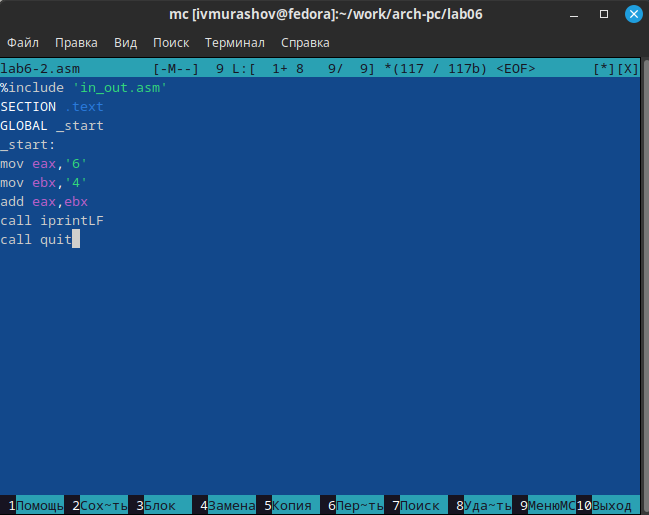 mc [ivmurashov@fedora]:~/work/arch-pc/lab06
Файл Правка Вид Поиск Терминал Справка
lab6-2.asm [-M--] 9 L:[ 1+ 8 9/ 9] *(117 / 117b) <EOF> [*][X]
%include 'in_out.asm'
SECTION .text
GLOBAL _start
_start:
mov eax,'6'
mov ebx,'4'
add eax,ebx
call iprintLF
call quit
1Помощь 2Сох~ть 3Блок 4Замена 5Копия 6Пер~ть 7Поиск 8Уда~ть 9МенюMC 10Выход